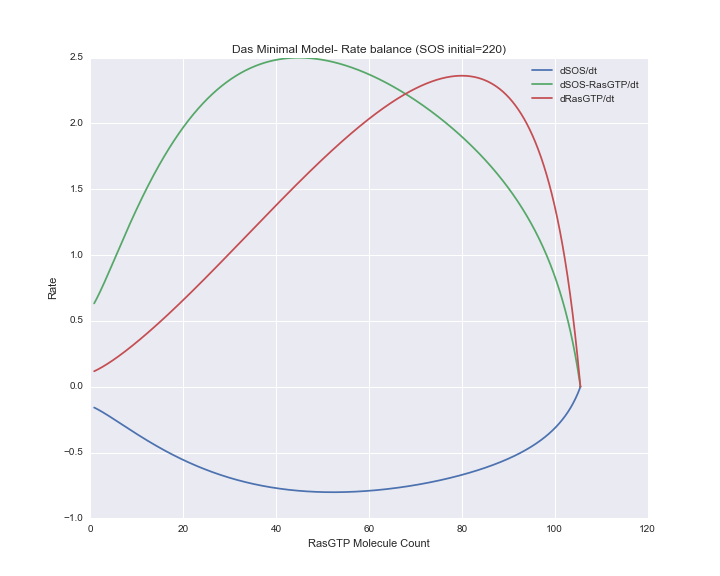 Das Minimal Model- Rate balance (SOS initial=220)
2.5
2.0
1.5
1.0
0.5
0.0
−0.5
−1.0
Rate
dSOS/dt
dSOS-RasGTP/dt
dRasGTP/dt
0 20 40 60 80 100 120
RasGTP Molecule Count